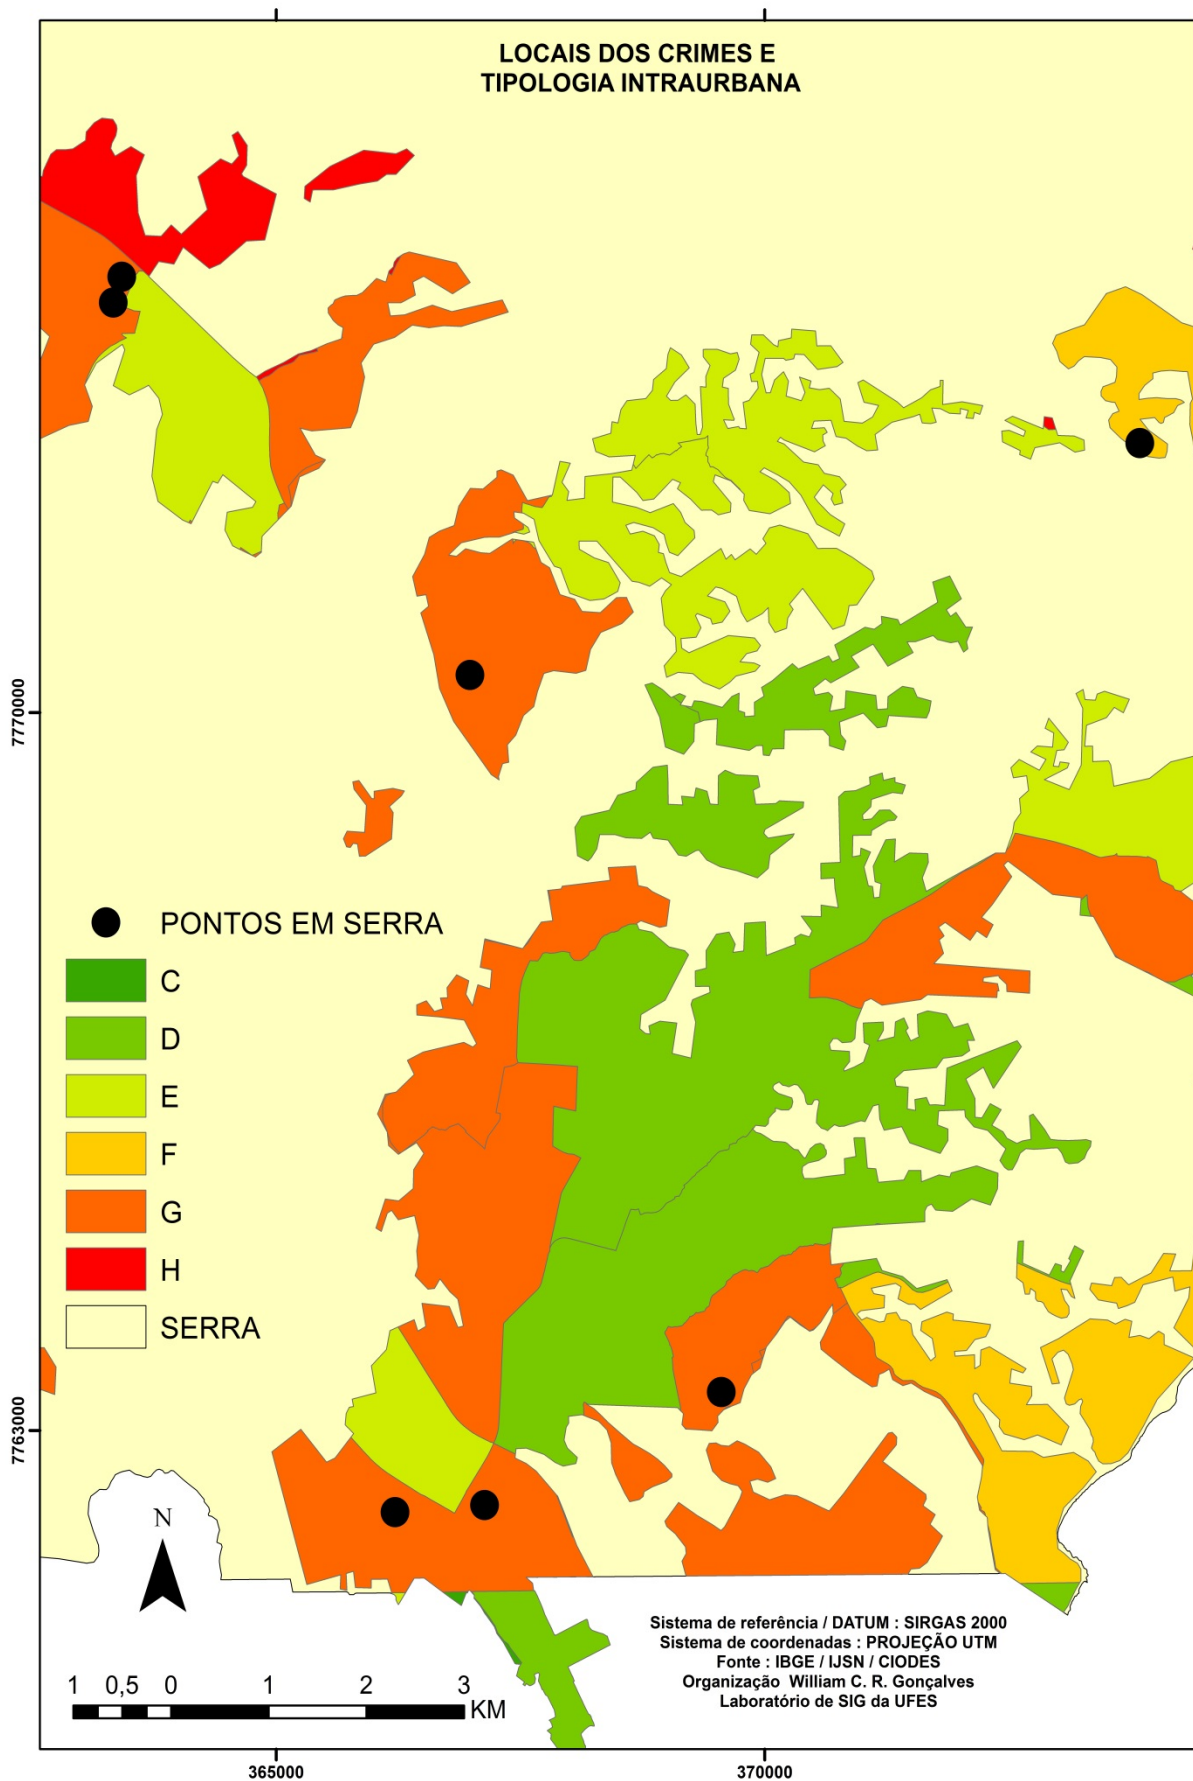 LOCAIS DOS CRIMES E
TIPOLOGIA INTRAURBANA
7770000
PONTOS EM SERRA
C
D
E
F
G
H
SERRA
7763000
N
Sistema de referência / DATUM : SIRGAS 2000
Sistema de coordenadas : PROJEÇÃO UTM
Fonte : IBGE / IJSN / CIODES
Organização William C. R. Gonçalves
Laboratório de SIG da UFES
1 0,5 0 1 2 3
KM
365000 370000